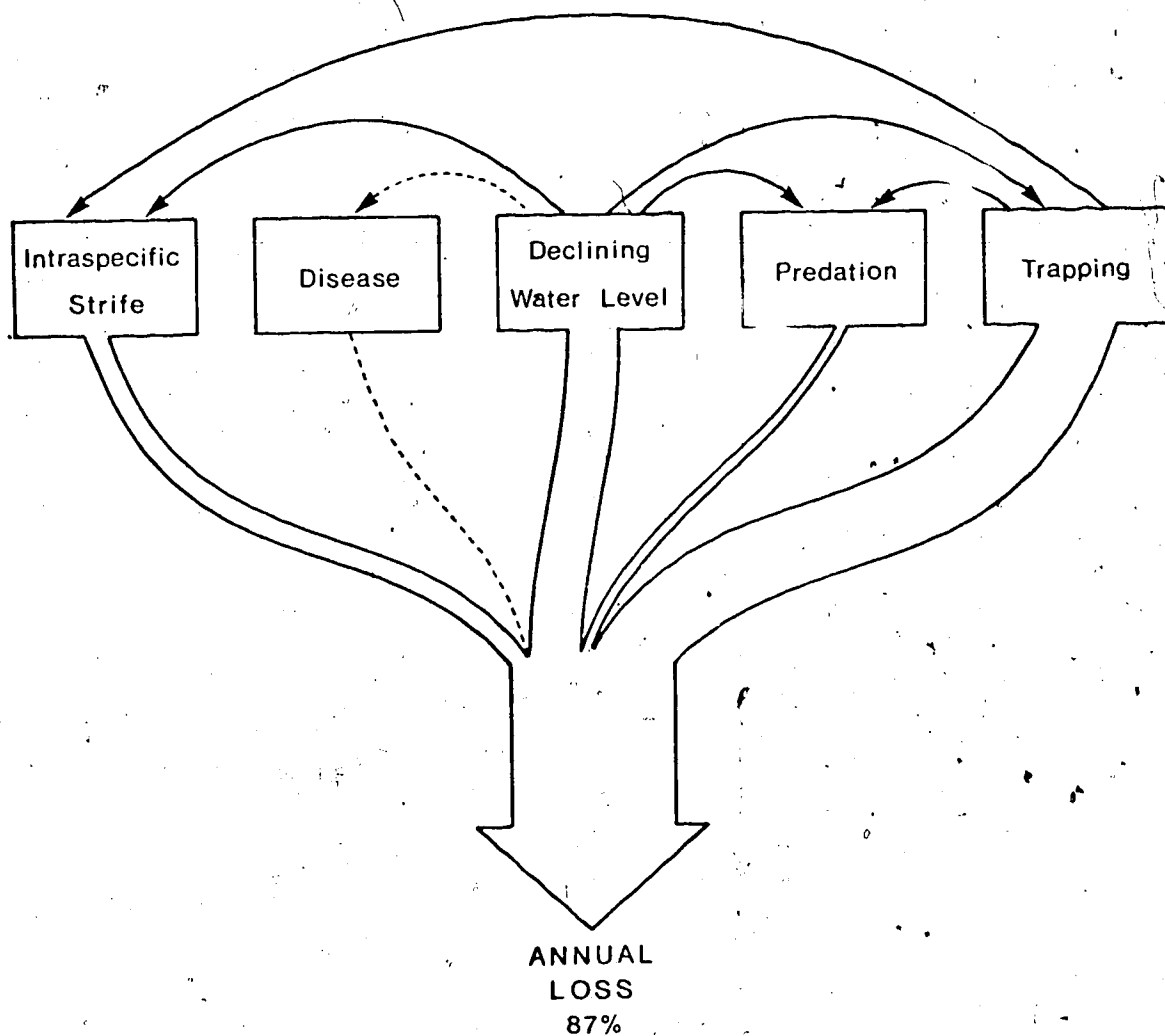 Intraspecific
Strife
Disease
Declining
Water Level
Predation
Trapping
ANNUAL
LOSS
87%